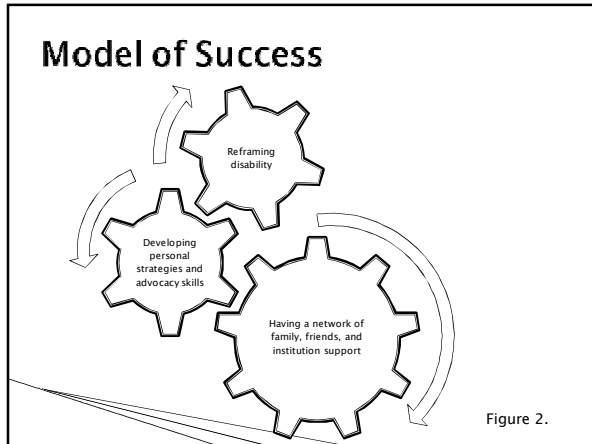 Model of Success
Reframing
disability
Developing
personal
strategies and
advocacy skills
Having a network of
family, friends, and
institution support
Figure 2.